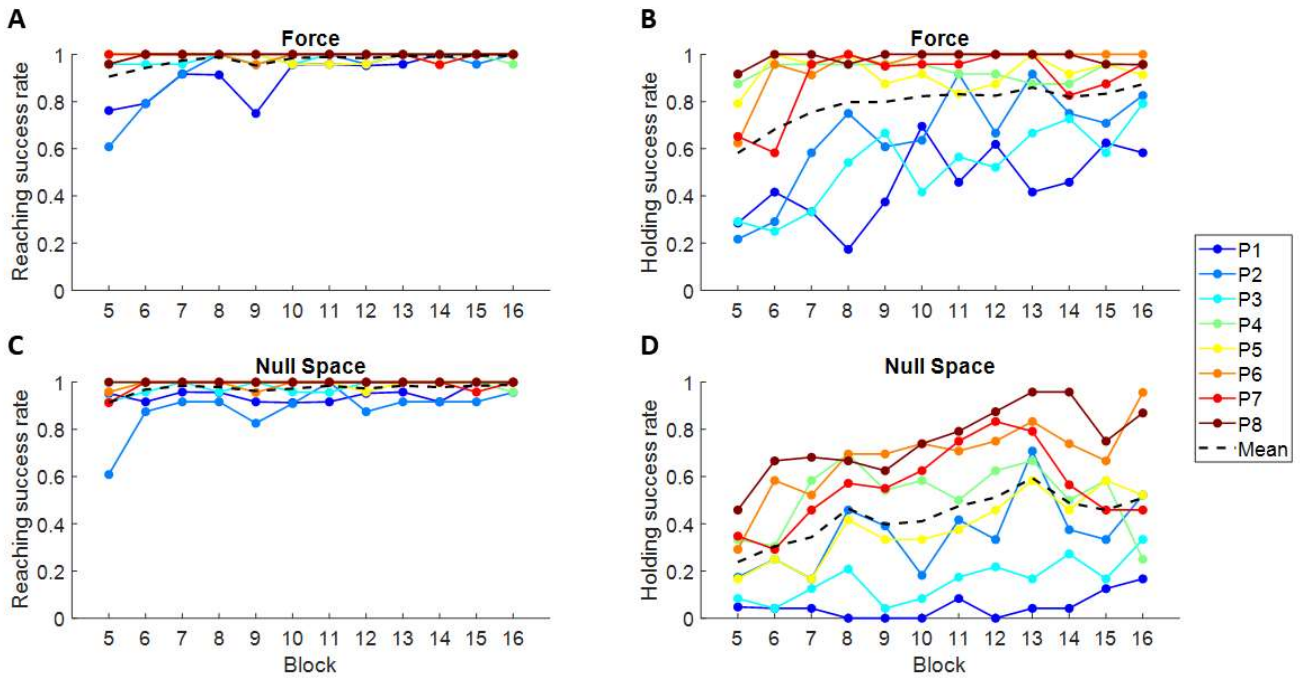 A
Force
Reaching success rate
1
0.8
0.6
0.4
0.2
0
5 6 7 8 9 10 11 12 13 14 15 16
B
Force
Holding success rate
1
0.8
0.6
0.4
0.2
0
5 6 7 8 9 10 11 12 13 14 15 16
C
Null Space
Reaching success rate
1
0.8
0.6
0.4
0.2
0
5 6 7 8 9 10 11 12 13 14 15 16
Block
D
Null Space
Holding success rate
1
0.8
0.6
0.4
0.2
0
5 6 7 8 9 10 11 12 13 14 15 16
Block
P1
P2
P3
P4
P5
P6
P7
P8
Mean